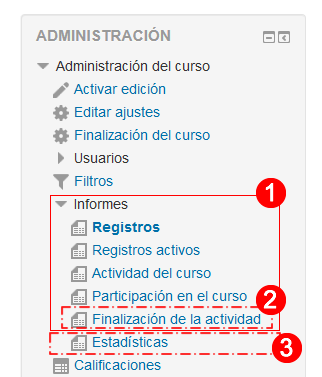 ADMINISTRACIÓN
Administración del curso
Activar edición
Editar ajustes
Finalización del curso
Usuarios
Filtros
Informes
1
Registros
Registros activos
Actividad del curso
Participación en el curso
2
Finalización de la actividad
Estadísticas
3
Calificaciones